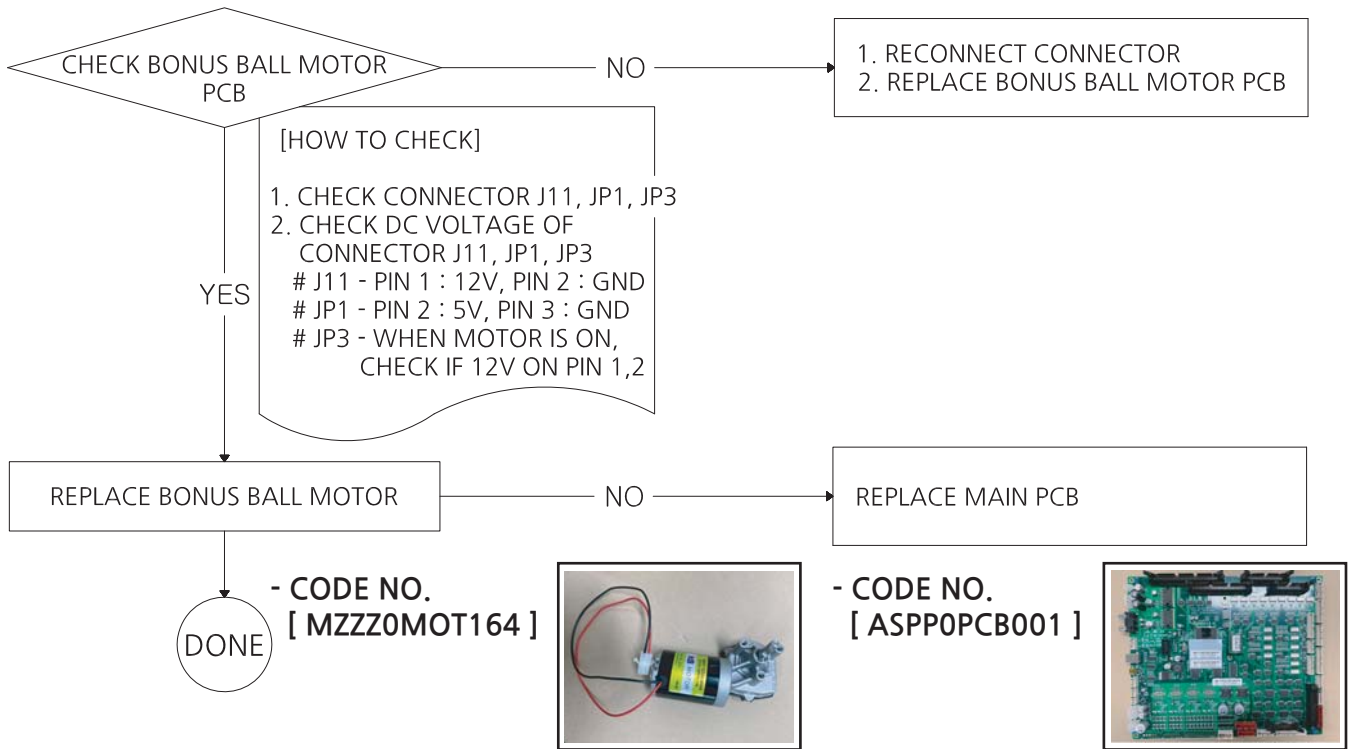 CHECK BONUS BALL MOTOR
PCB
NO
1. RECONNECT CONNECTOR
2. REPLACE BONUS BALL MOTOR PCB
[HOW TO CHECK]
1. CHECK CONNECTOR J11, JP1, JP3
2. CHECK DC VOLTAGE OF
CONNECTOR J11, JP1, JP3
# J11 - PIN 1 : 12V, PIN 2 : GND
# JP1 - PIN 2 : 5V, PIN 3 : GND
# JP3 - WHEN MOTOR IS ON,
CHECK IF 12V ON PIN 1,2
YES
REPLACE BONUS BALL MOTOR
NO
REPLACE MAIN PCB
DONE
- CODE NO.
[ MZZZ0MOT164 ]
- CODE NO.
[ ASPP0PCB001 ]